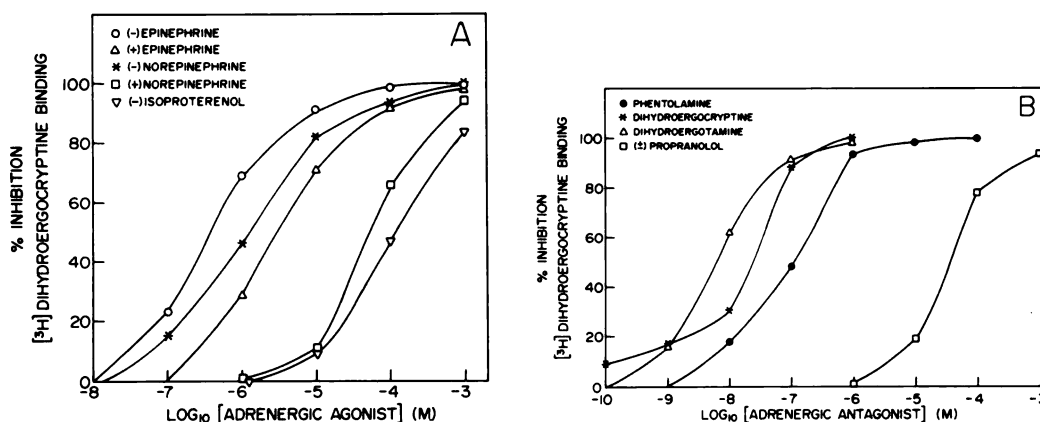 A
○ (-) EPINEPHRINE
△ (+) EPINEPHRINE
✶ (-) NOREPINEPHRINE
□ (+) NOREPINEPHRINE
▽ (-) ISOPROTERENOL
% INHIBITION
[³H] DIHYDROERGOCRYPTINE BINDING
100
80
60
40
20
0
-8 -7 -6 -5 -4 -3
LOG₁₀ [ADRENERGIC AGONIST] (M)
B
● PHENTOLAMINE
✶ DIHYDROERGOCRYPTINE
△ DIHYDROERGOTAMINE
□ (±) PROPRANOLOL
% INHIBITION
[³H] DIHYDROERGOCRYPTINE BINDING
100
80
60
40
20
0
-10 -9 -8 -7 -6 -5 -4 -3
LOG₁₀ [ADRENERGIC ANTAGONIST] (M)